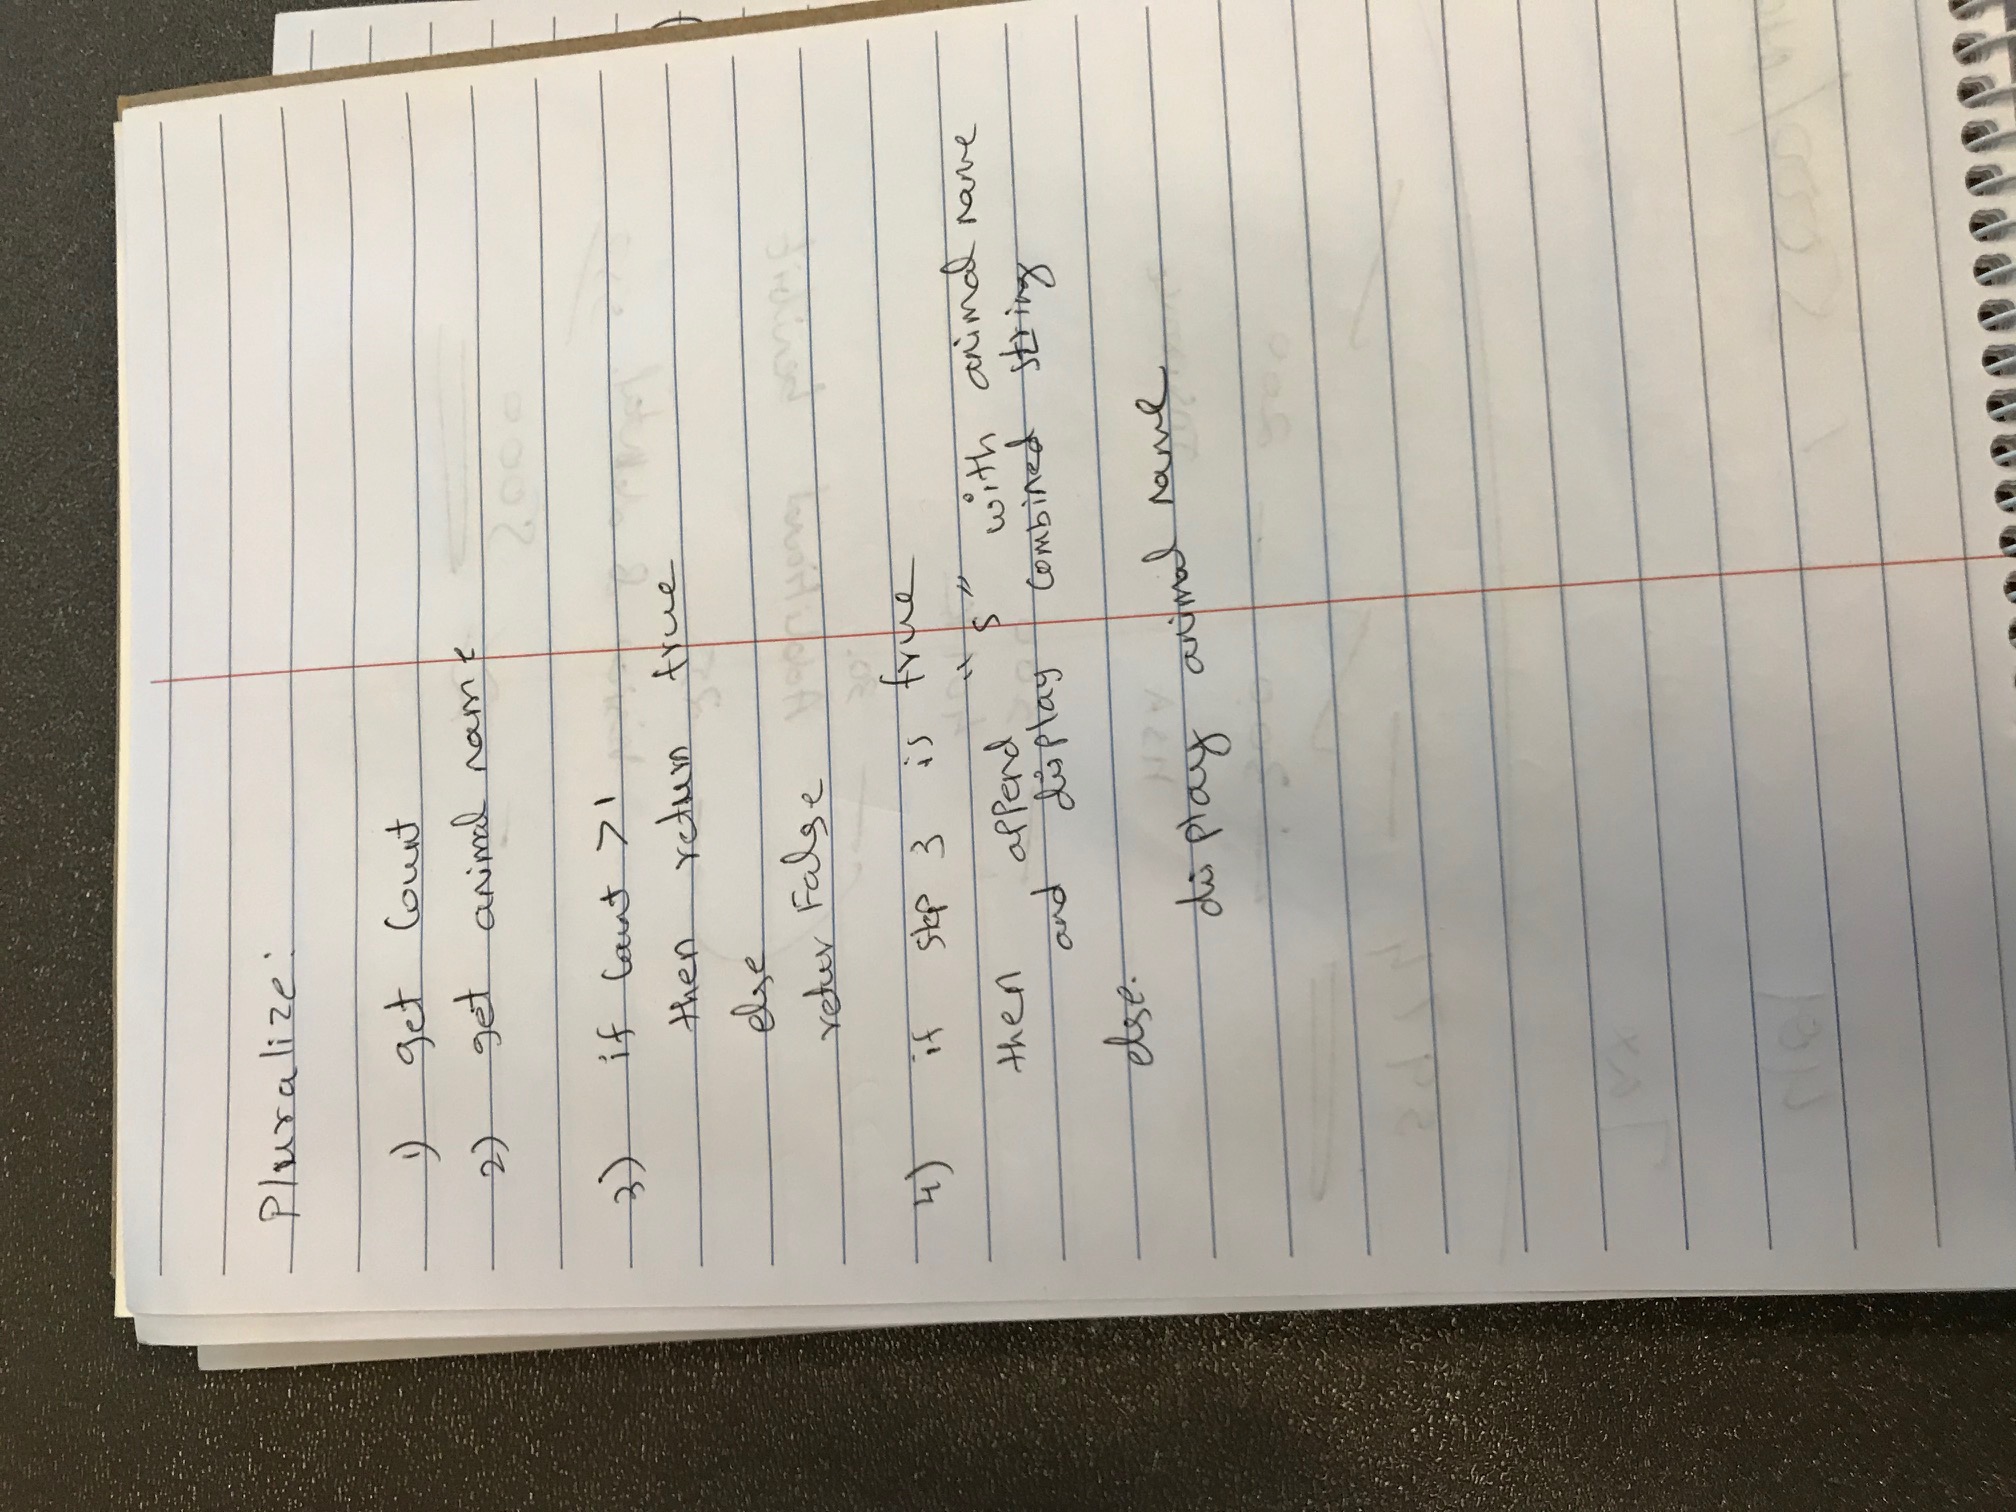 Pluralize:
1) get Count
2) get animal name
3) if Count >1
then return true
else
retur False
4) if step 3 is true
then append "s" with animal name
and display combined string
else.
display animal name